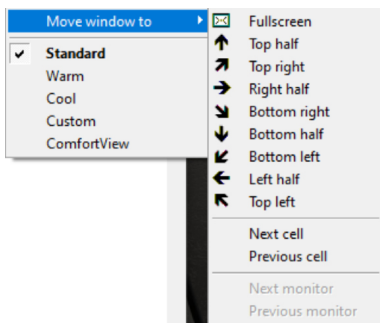 Move window to
Standard
Warm
Cool
Custom
ComfortView
Fullscreen
Top half
Top right
Right half
Bottom right
Bottom half
Bottom left
Left half
Top left
Next cell
Previous cell
Next monitor
Previous monitor